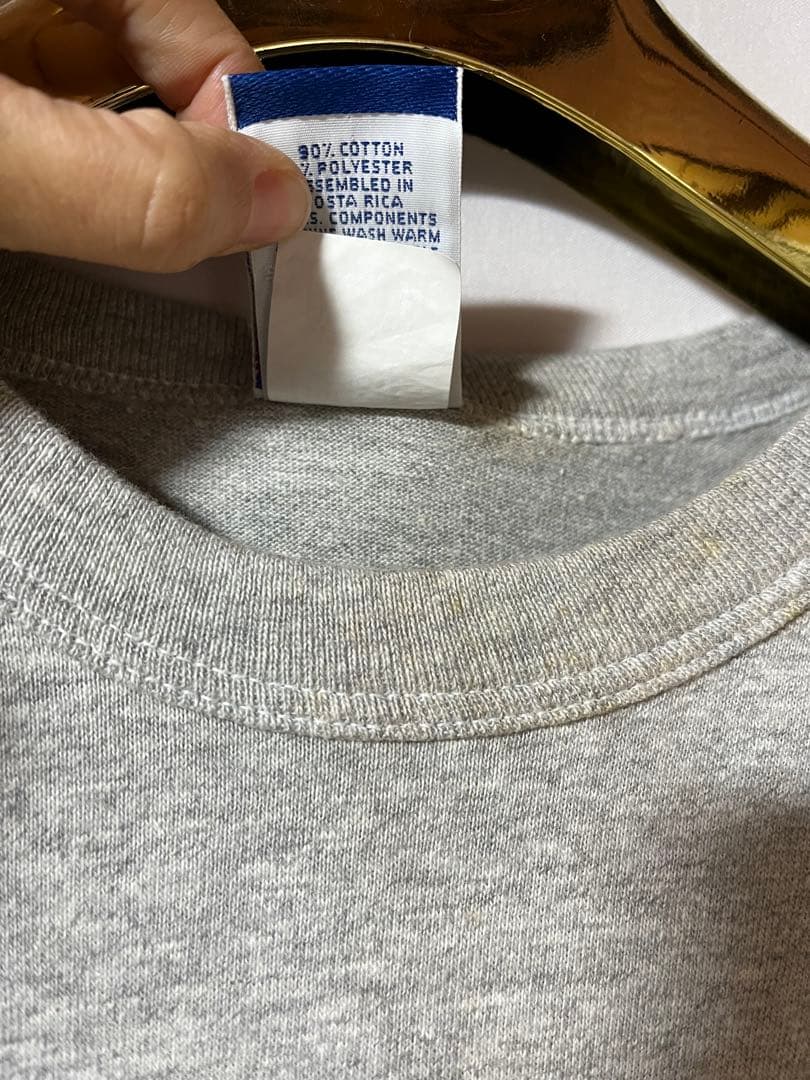 90% COTTON
% POLYESTER
SSEMBLED IN
OSTA RICA
S. COMPONENTS
WASH WARM